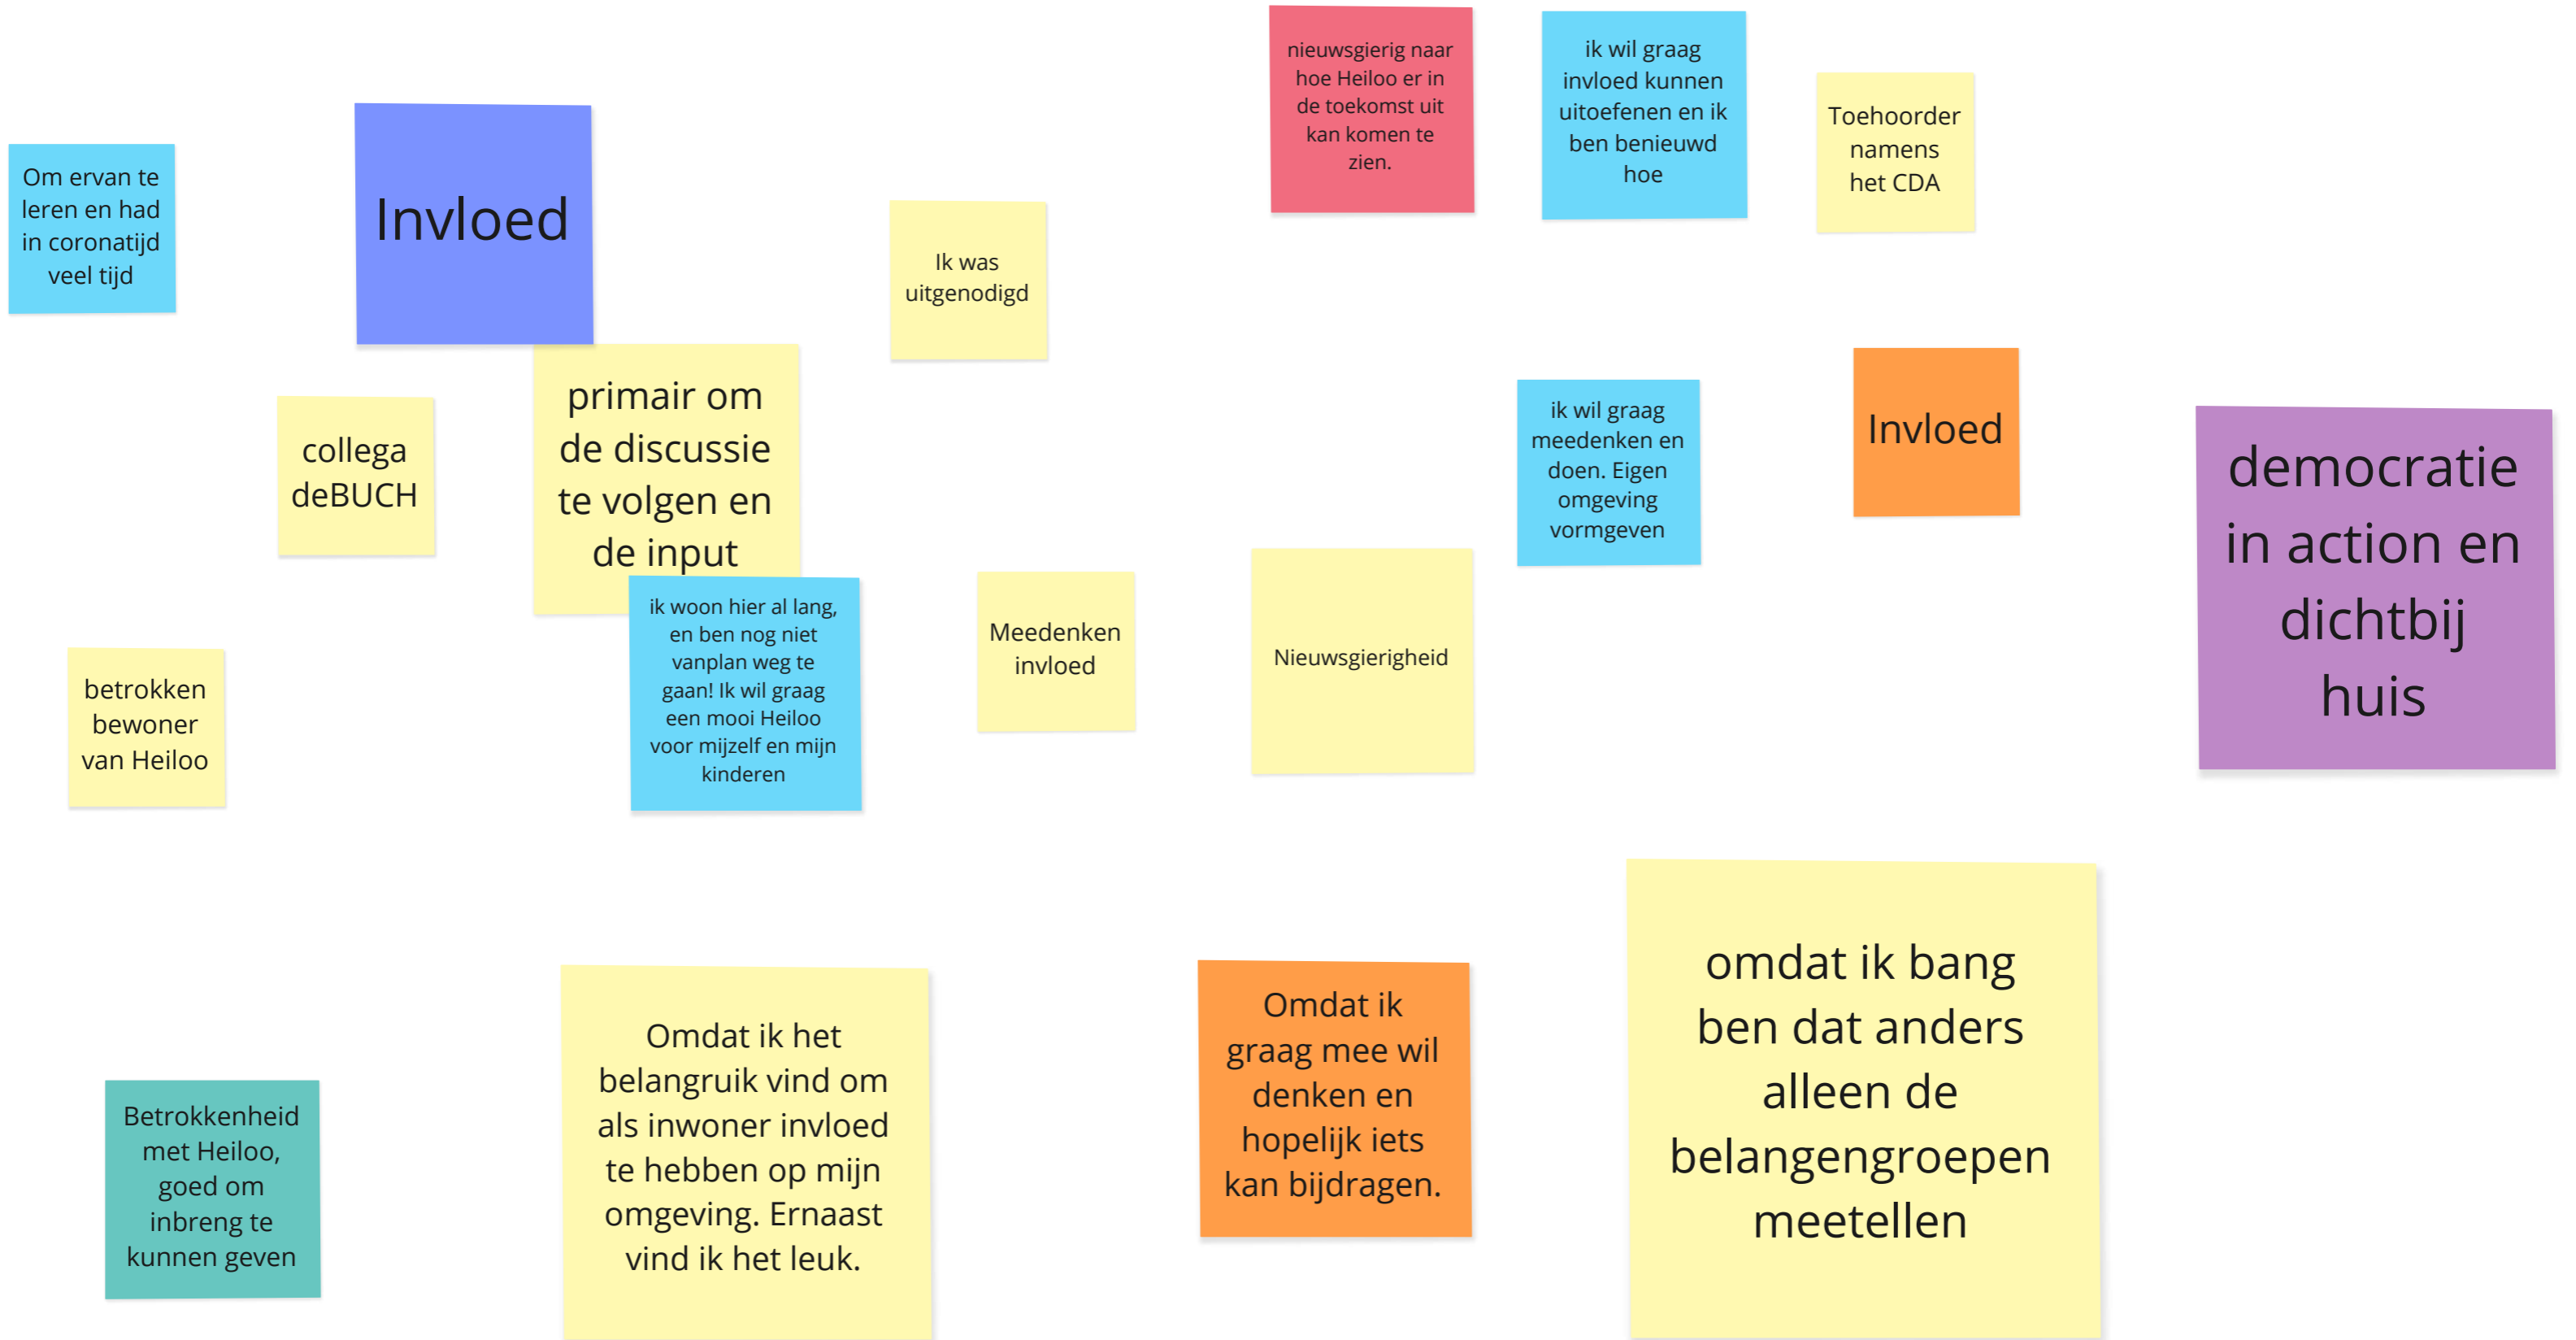 nieuwsgierig naar
hoe Heiloo er in
de toekomst uit
kan komen te
zien.
ik wil graag
invloed kunnen
uitoefenen en ik
ben benieuwd
hoe
Toehoorder
namens
het CDA
Om ervan te
leren en had
in coronatijd
veel tijd
Invloed
Ik was
uitgenodigd
collega
deBUCH
primair om
de discussie
te volgen en
de input
ik wil graag
meedenken en
doen. Eigen
omgeving
vormgeven
Invloed
democratie
in action en
dichtbij
huis
betrokken
bewoner
van Heiloo
ik woon hier al lang,
en ben nog niet
vanplan weg te
gaan! Ik wil graag
een mooi Heiloo
voor mijzelf en mijn
kinderen
Meedenken
invloed
Nieuwsgierigheid
Betrokkenheid
met Heiloo,
goed om
inbreng te
kunnen geven
Omdat ik het
belangruik vind om
als inwoner invloed
te hebben op mijn
omgeving. Ernaast
vind ik het leuk.
Omdat ik
graag mee wil
denken en
hopelijk iets
kan bijdragen.
omdat ik bang
ben dat anders
alleen de
belangengroepen
meetellen